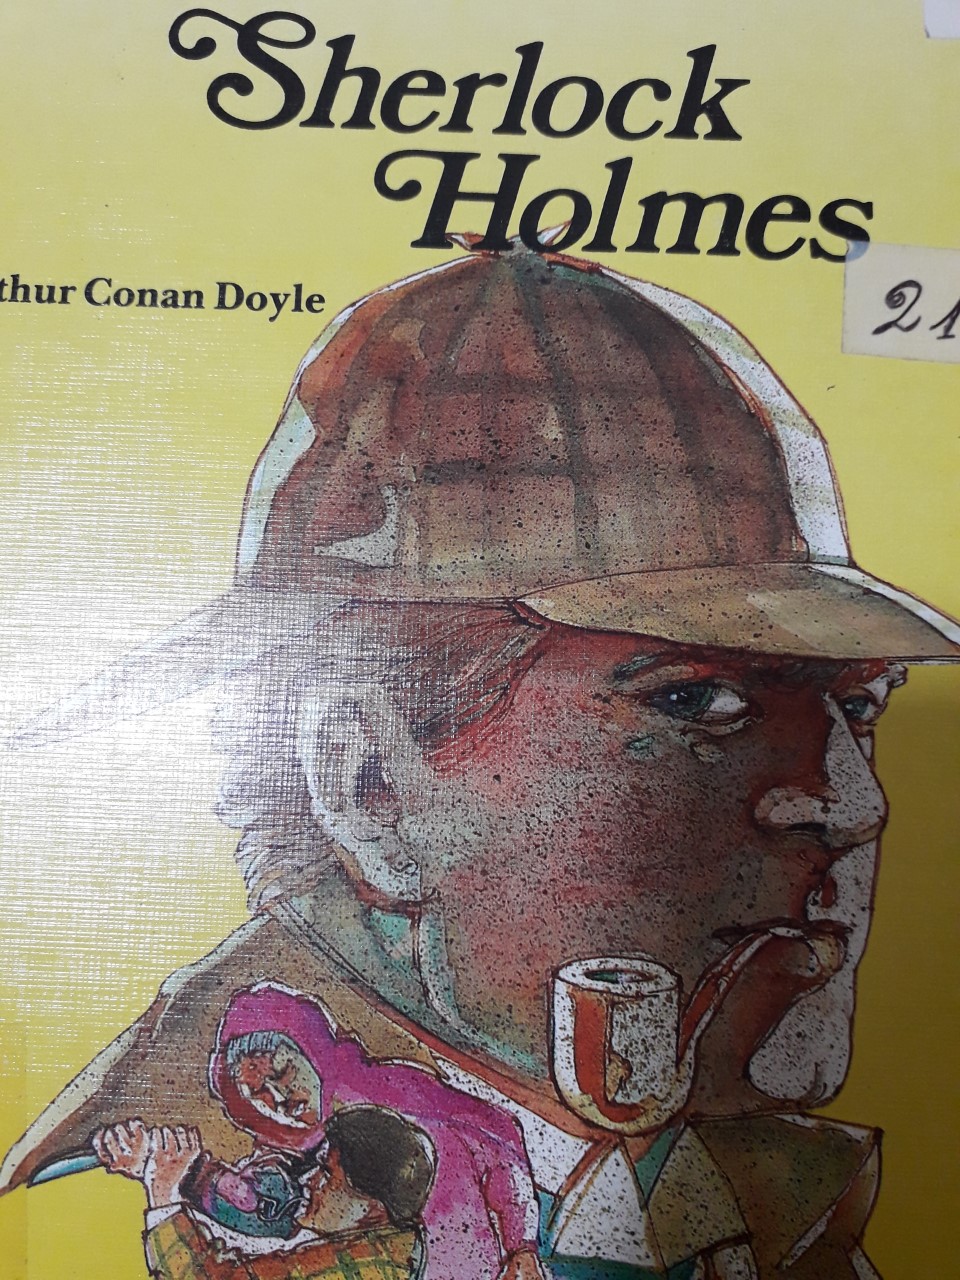 Sherlock
Holmes
thur Conan Doyle
21